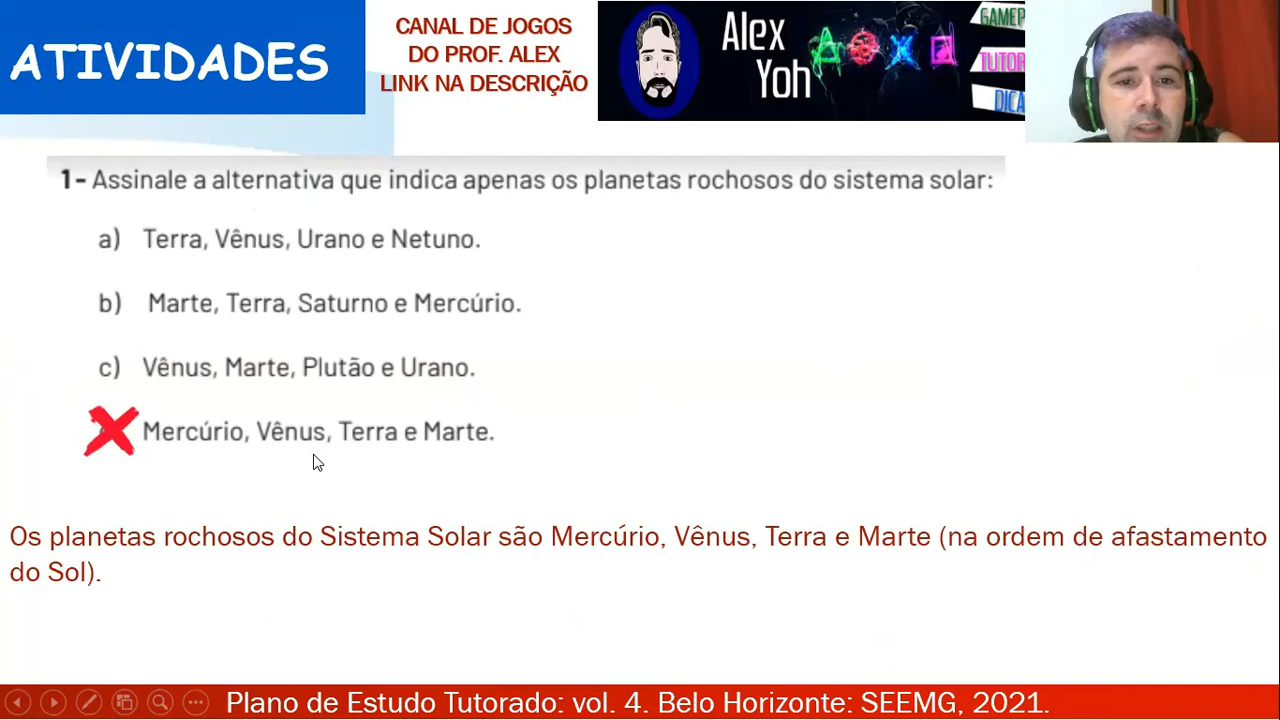 ATIVIDADES
CANAL DE JOGOS
DO PROF. ALEX
LINK NA DESCRIÇÃO
Alex
Yoh
1- Assinale a alternativa que indica apenas os planetas rochosos do sistema solar:
a) Terra, Vênus, Urano e Netuno.
b) Marte, Terra, Saturno e Mercúrio.
c) Vênus, Marte, Plutão e Urano.
Mercúrio, Vênus, Terra e Marte.
Os planetas rochosos do Sistema Solar são Mercúrio, Vênus, Terra e Marte (na ordem de afastamento
do Sol).
Plano de Estudo Tutorado: vol. 4. Belo Horizonte: SEEMG, 2021.